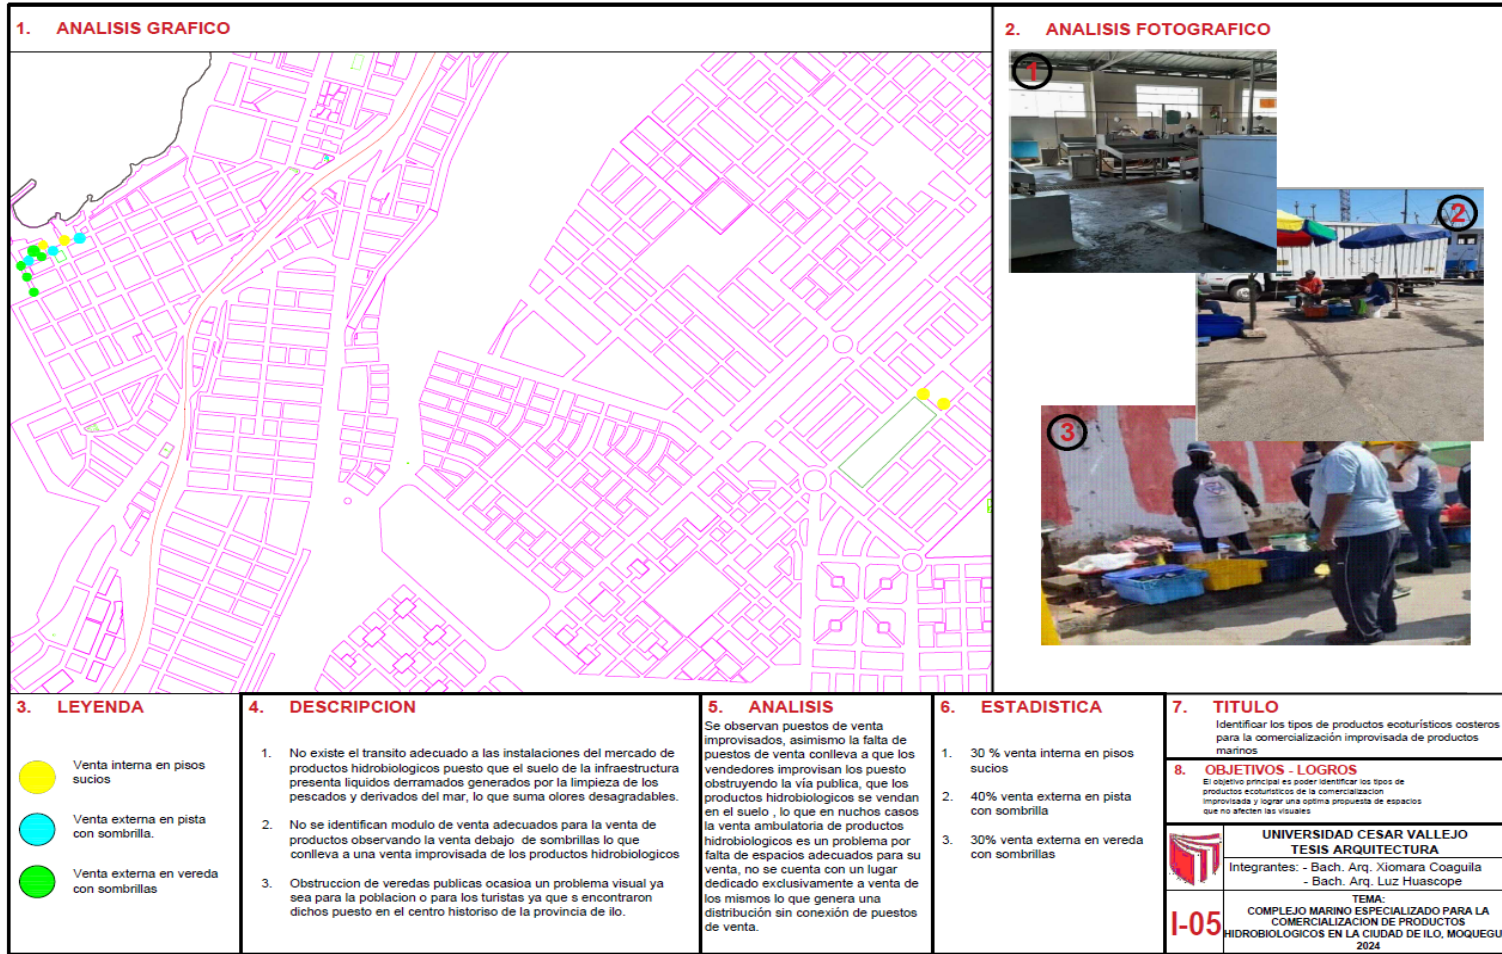 1. ANALISIS GRAFICO
2. ANALISIS FOTOGRAFICO
1
2
3
3. LEYENDA
Venta interna en pisos
sucios
Venta externa en pista
con sombrilla.
Venta externa en vereda
con sombrillas
4. DESCRIPCION
1. No existe el transito adecuado a las instalaciones del mercado de
productos hidrobiologicos puesto que el suelo de la infraestructura
presenta liquidos derramados generados por la limpieza de los
pescados y derivados del mar, lo que suma olores desagradables.
2. No se identifican modulo de venta adecuados para la venta de
productos observando la venta debajo de sombrillas lo que
conlleva a una venta improvisada de los productos hidrobiologicos
3. Obstruccion de veredas publicas ocasioa un problema visual ya
sea para la poblacion o para los turistas ya que s encontraron
dichos puesto en el centro historiso de la provincia de ilo.
5. ANALISIS
Se observan puestos de venta
improvisados, asimismo la falta de
puestos de venta conlleva a que los
vendedores improvisan los puesto
obstruyendo la vía publica, que los
productos hidrobiologicos se vendan
en el suelo , lo que en nuchos casos
la venta ambulatoria de productos
hidrobiologicos es un problema por
falta de espacios adecuados para su
venta, no se cuenta con un lugar
dedicado exclusivamente a venta de
los mismos lo que genera una
distribución sin conexión de puestos
de venta.
6. ESTADISTICA
1. 30 % venta interna en pisos
sucios
2. 40% venta externa en pista
con sombrilla
3. 30% venta externa en vereda
con sombrillas
7. TITULO
Identificar los tipos de productos ecoturísticos costeros
para la comercialización improvisada de productos
marinos
8. OBJETIVOS - LOGROS
El objetivo principal es poder identificar los tipos de
productos ecoturisticos de la comercializacion
improvisada y lograr una optima propuesta de espacios
que no afecten las visuales
UNIVERSIDAD CESAR VALLEJO
TESIS ARQUITECTURA
Integrantes: - Bach. Arq. Xiomara Coaguila
- Bach. Arq. Luz Huascope
I-05
TEMA:
COMPLEJO MARINO ESPECIALIZADO PARA LA
COMERCIALIZACION DE PRODUCTOS
HIDROBIOLOGICOS EN LA CIUDAD DE ILO, MOQUEGU
2024